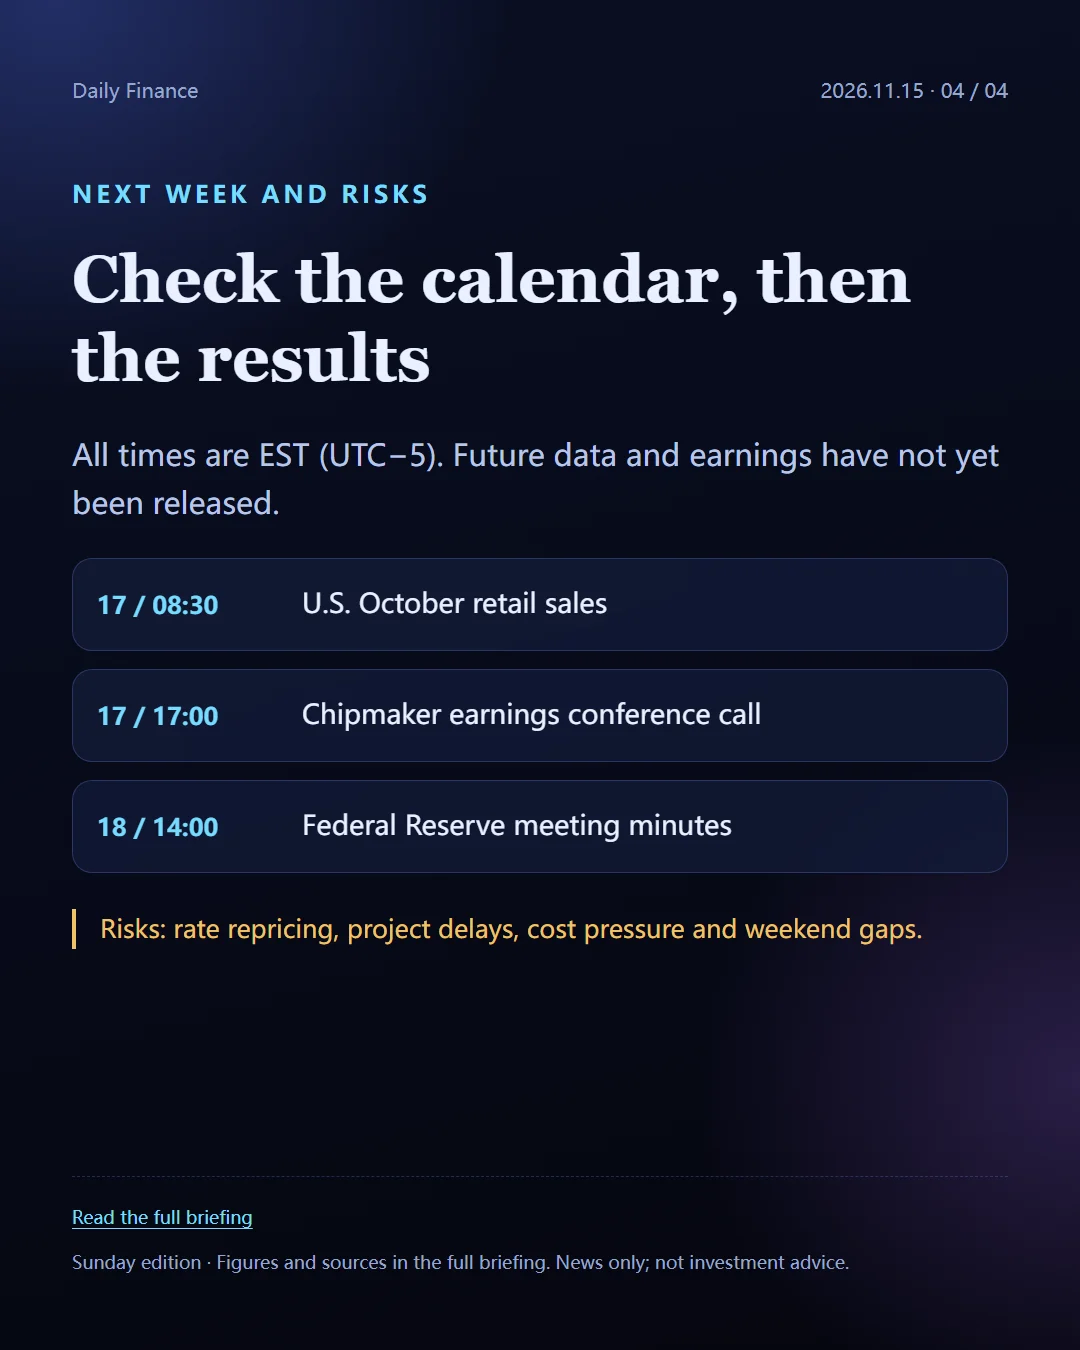 Daily Finance
2026.11.15 · 04 / 04
NEXT WEEK AND RISKS
Check the calendar, then
the results
All times are EST (UTC−5). Future data and earnings have not yet
been released.
17 / 08:30 U.S. October retail sales
17 / 17:00 Chipmaker earnings conference call
18 / 14:00 Federal Reserve meeting minutes
Risks: rate repricing, project delays, cost pressure and weekend gaps.
Read the full briefing
Sunday edition · Figures and sources in the full briefing. News only; not investment advice.